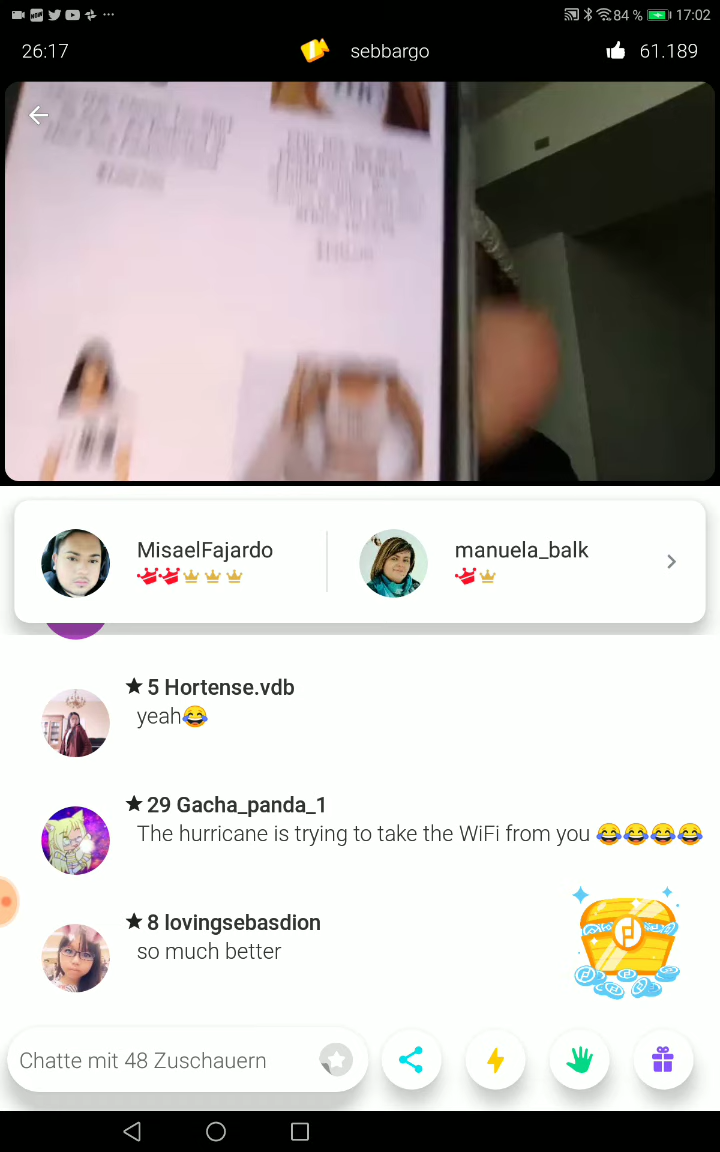 84 % 17:02
26:17 sebbargo 61.189
MisaelFajardo manuela_balk
5 Hortense.vdb
yeah😂
29 Gacha_panda_1
The hurricane is trying to take the WiFi from you 😂😂😂😂
8 lovingsebasdion
so much better
Chatte mit 48 Zuschauern